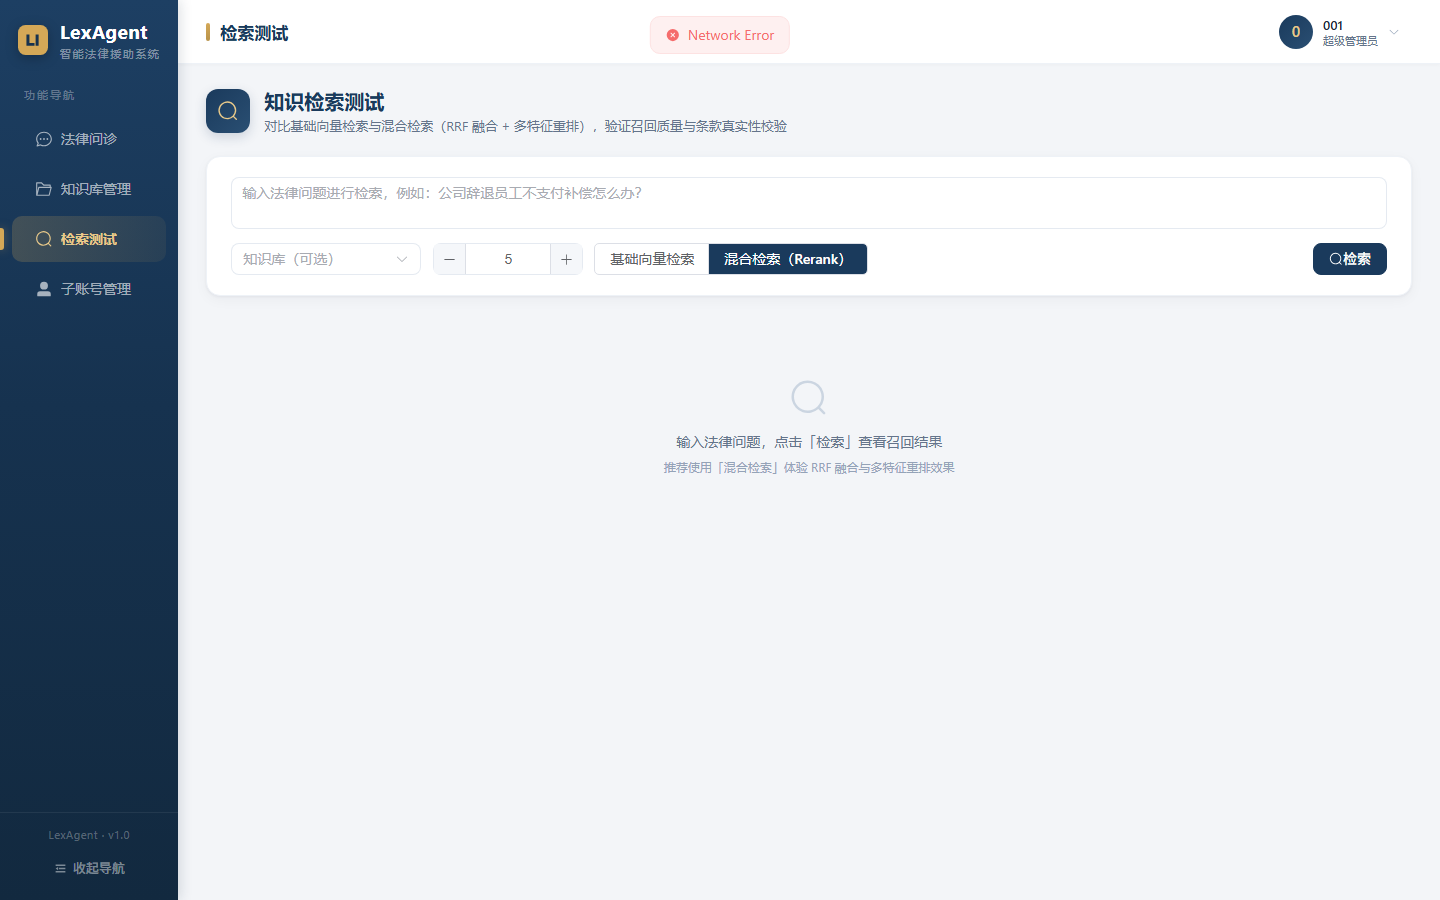 LI
LexAgent
智能法律援助系统
功能导航
法律问诊
知识库管理
检索测试
子账号管理
LexAgent · v1.0
收起导航
检索测试
Network Error
O
001
超级管理员
知识检索测试
对比基础向量检索与混合检索（RRF 融合 + 多特征重排），验证召回质量与条款真实性校验
输入法律问题进行检索，例如：公司辞退员工不支付补偿怎么办？
知识库（可选）
5
基础向量检索
混合检索（Rerank）
检索
输入法律问题，点击「检索」查看召回结果
推荐使用「混合检索」体验 RRF 融合与多特征重排效果